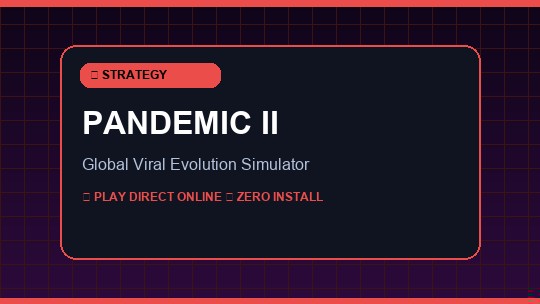 STRATEGY
PANDEMIC II
Global Viral Evolution Simulator
PLAY DIRECT ONLINE ZERO INSTALL